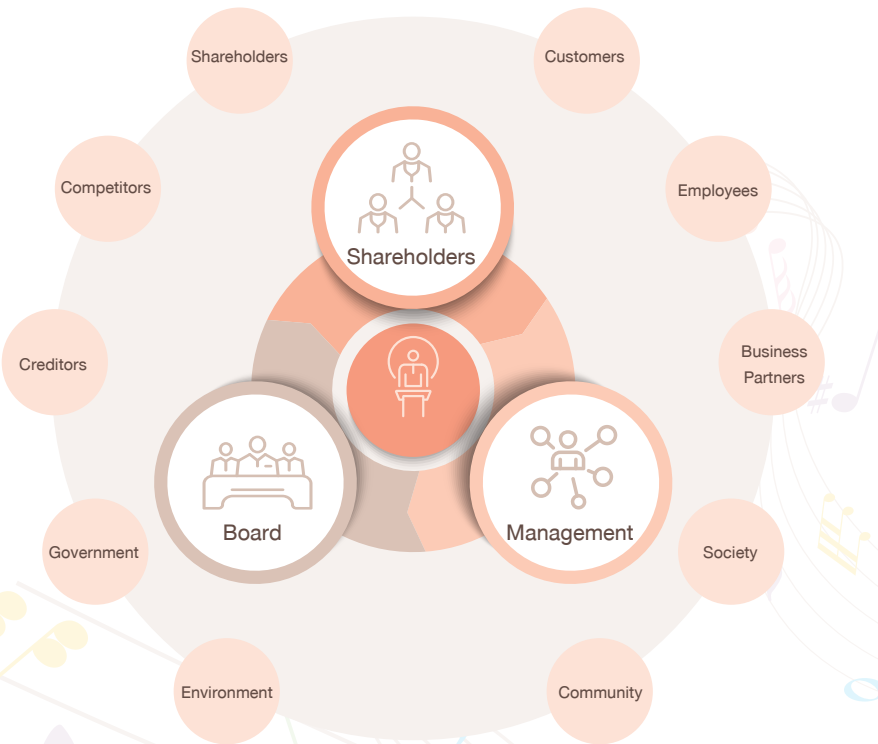 Shareholders
Customers
Competitors
Employees
Shareholders
Creditors
Business
Partners
Board
Management
Government
Society
Environment
Community